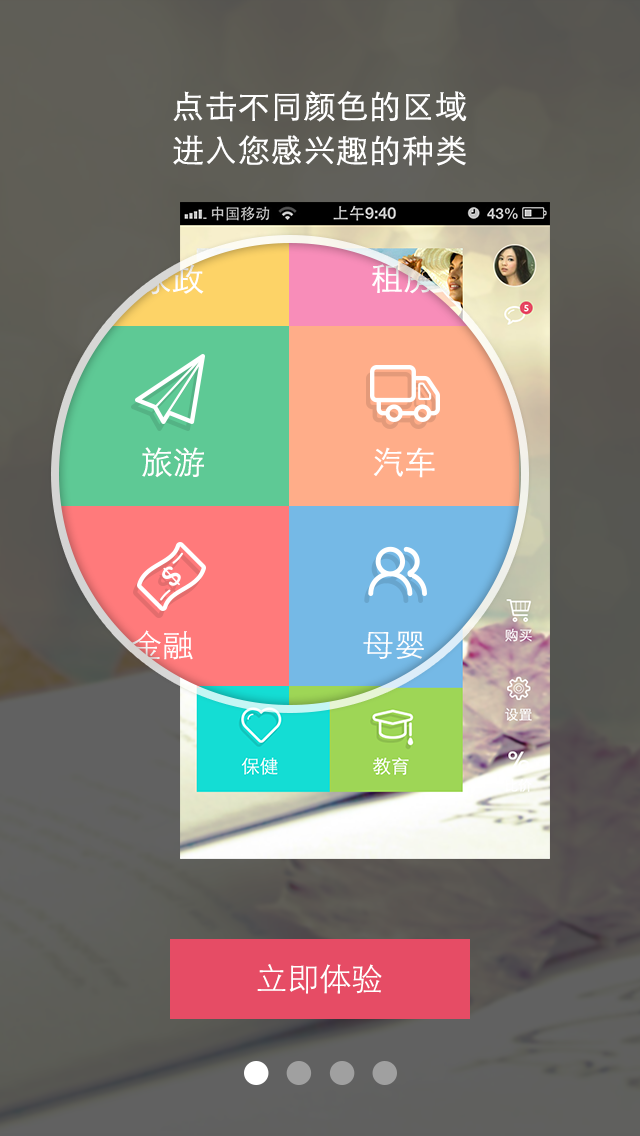 点击不同颜色的区域
进入您感兴趣的种类
中国移动 上午9:40 43%
政 租房
5
旅游 汽车
金融 母婴
购买
设置
保健 教育
%
立即体验